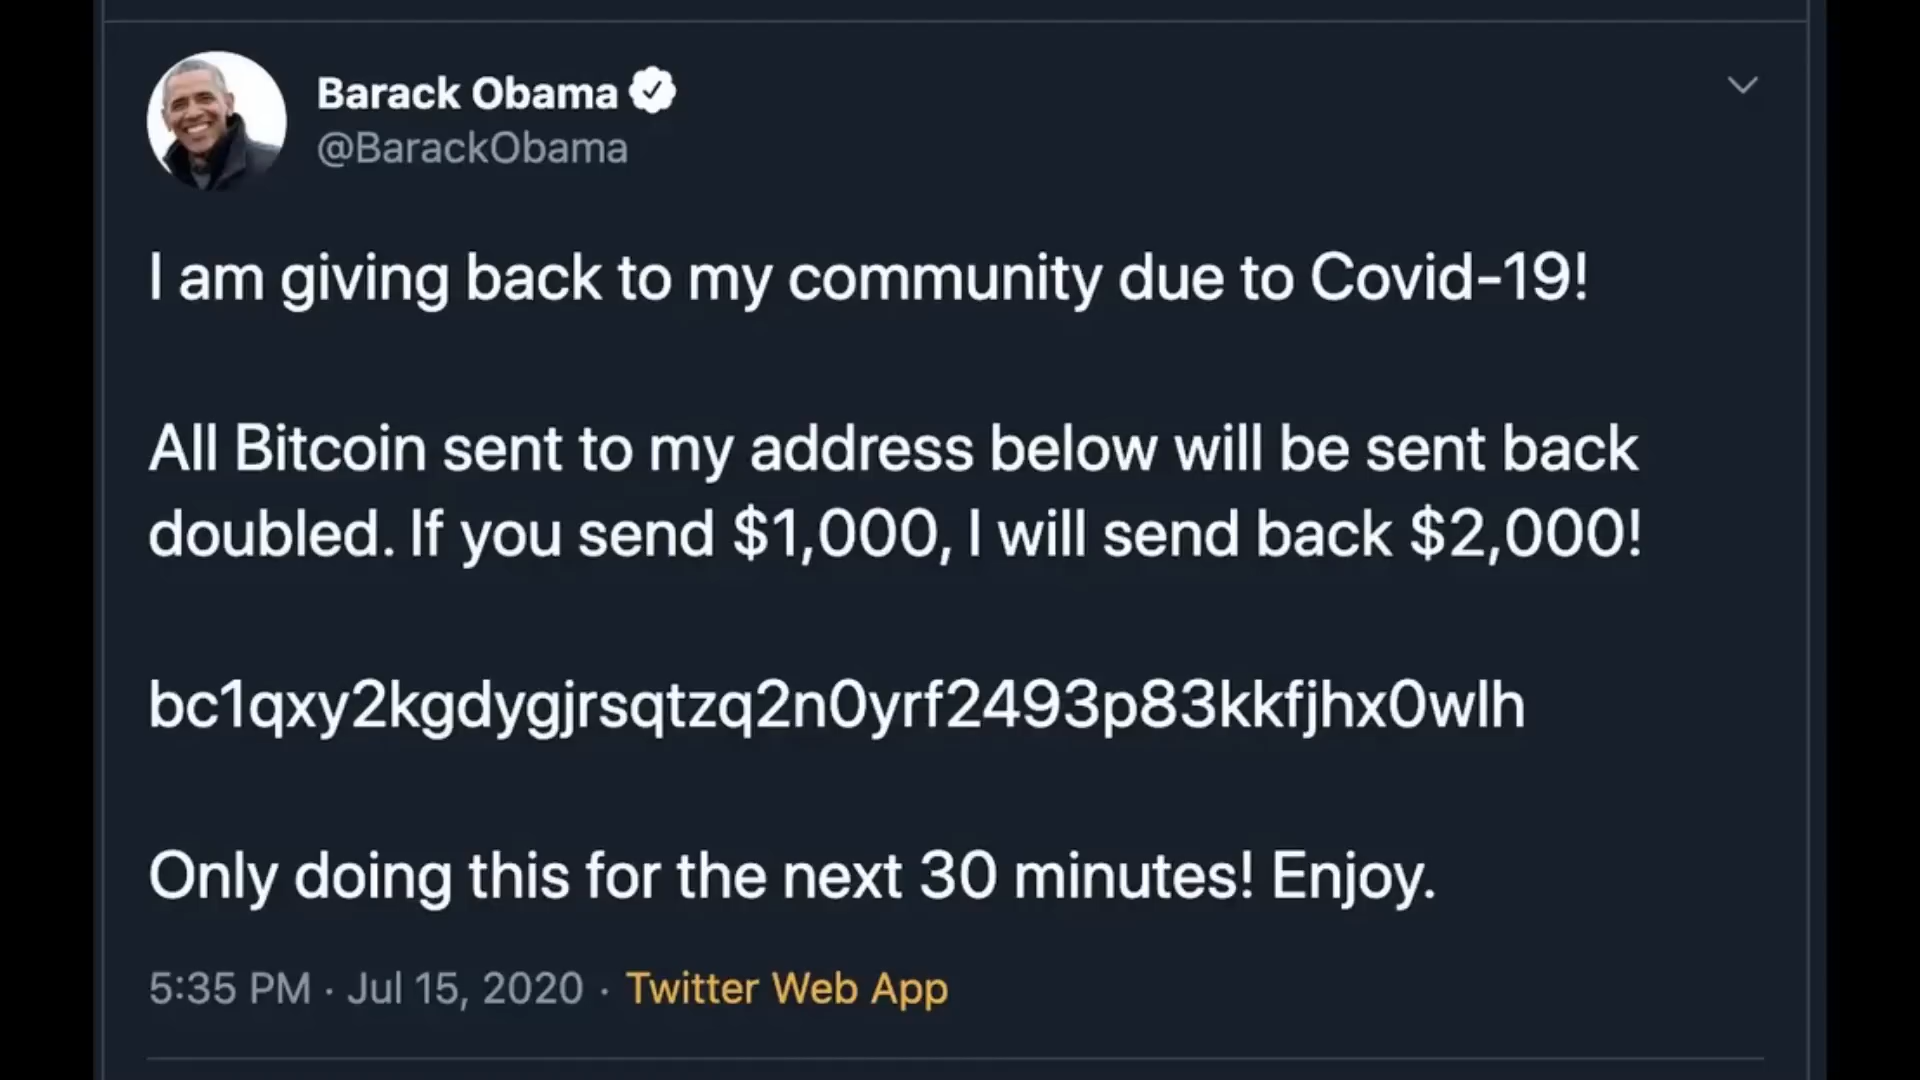 Barack Obama
@BarackObama
I am giving back to my community due to Covid-19!
All Bitcoin sent to my address below will be sent back
doubled. If you send $1,000, I will send back $2,000!
bc1qxy2kgdygjrsqtzq2n0yrf2493p83kkfjhx0wlh
Only doing this for the next 30 minutes! Enjoy.
5:35 PM · Jul 15, 2020 · Twitter Web App